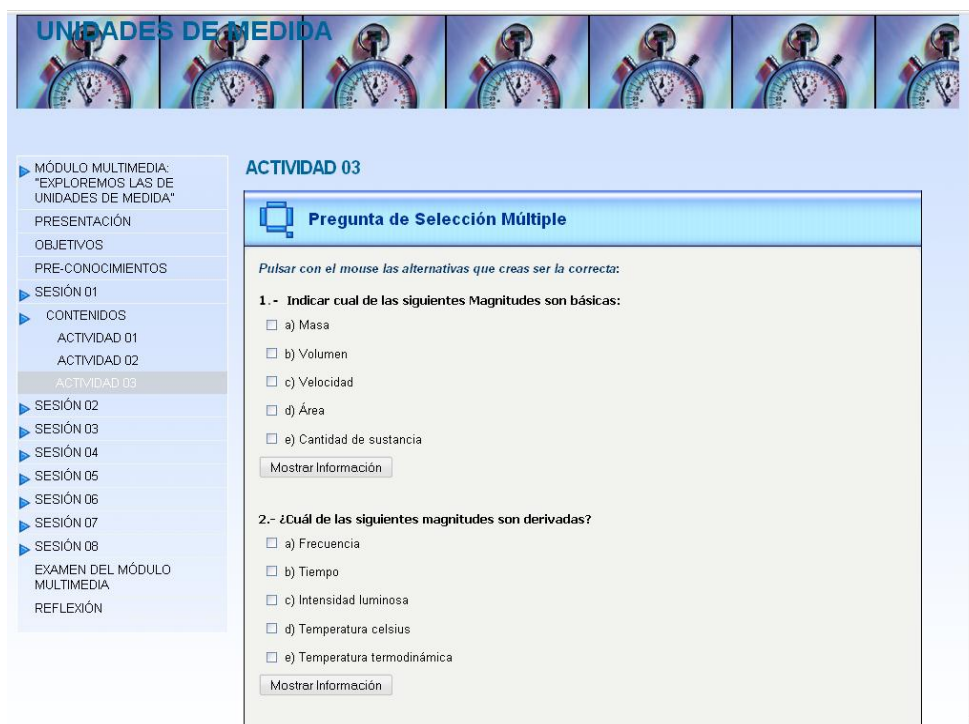 UNIDADES DE MEDIDA
MÓDULO MULTIMEDIA:
"EXPLOREMOS LAS DE
UNIDADES DE MEDIDA"
PRESENTACIÓN
OBJETIVOS
PRE-CONOCIMIENTOS
SESIÓN 01
CONTENIDOS
ACTIVIDAD 01
ACTIVIDAD 02
ACTIVIDAD 03
SESIÓN 02
SESIÓN 03
SESIÓN 04
SESIÓN 05
SESIÓN 06
SESIÓN 07
SESIÓN 08
EXAMEN DEL MÓDULO
MULTIMEDIA
REFLEXIÓN
ACTIVIDAD 03
Pregunta de Selección Múltiple
Pulsar con el mouse las alternativas que creas ser la correcta:
1.- Indicar cual de las siguientes Magnitudes son básicas:
a) Masa
b) Volumen
c) Velocidad
d) Área
e) Cantidad de sustancia
Mostrar Información
2.- ¿Cuál de las siguientes magnitudes son derivadas?
a) Frecuencia
b) Tiempo
c) Intensidad luminosa
d) Temperatura celsius
e) Temperatura termodinámica
Mostrar Información